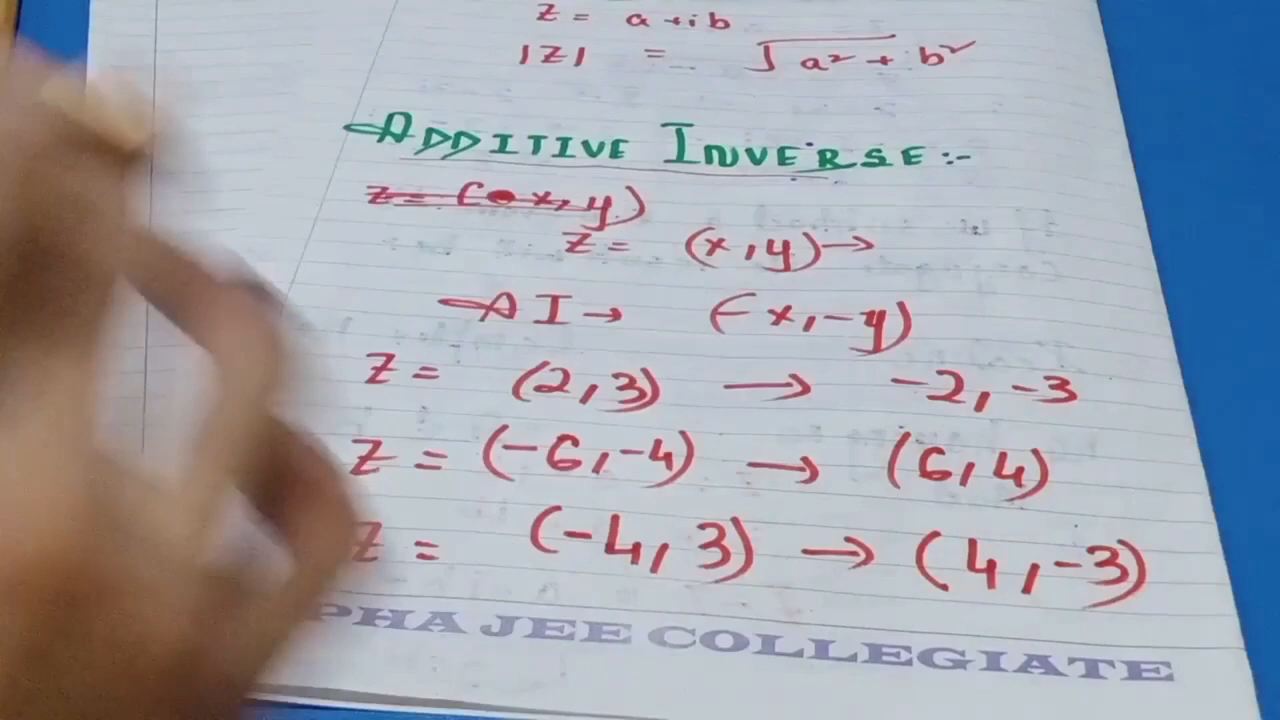 z = a+ib
|z| = √a²+b²
ADDITIVE INVERSE:-
z = (x, y)
z = (x, y) →
AI → (-x, -y)
z = (2, 3) → -2, -3
z = (-6, -4) → (6, 4)
z = (-4, 3) → (4, -3)
PHA JEE COLLEGIATE